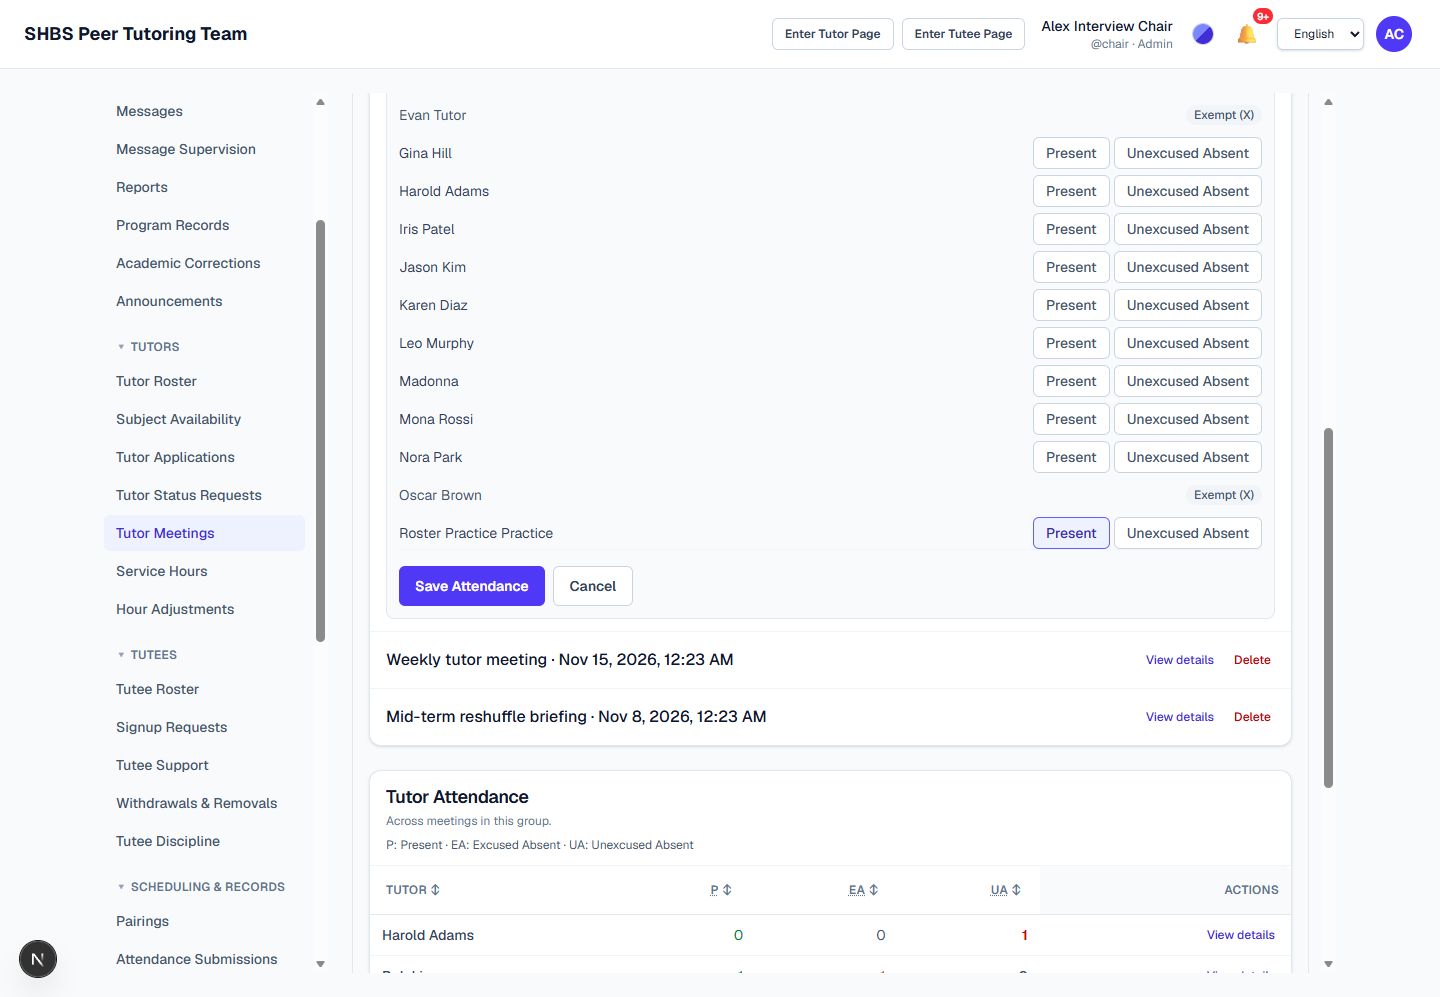 SHBS Peer Tutoring Team
Enter Tutor Page
Enter Tutee Page
Alex Interview Chair
@chair · Admin
9+
English
AC
Messages
Message Supervision
Reports
Program Records
Academic Corrections
Announcements
TUTORS
Tutor Roster
Subject Availability
Tutor Applications
Tutor Status Requests
Tutor Meetings
Service Hours
Hour Adjustments
TUTEES
Tutee Roster
Signup Requests
Tutee Support
Withdrawals & Removals
Tutee Discipline
SCHEDULING & RECORDS
Pairings
Attendance Submissions
N
Evan Tutor Exempt (X)
Gina Hill Present Unexcused Absent
Harold Adams Present Unexcused Absent
Iris Patel Present Unexcused Absent
Jason Kim Present Unexcused Absent
Karen Diaz Present Unexcused Absent
Leo Murphy Present Unexcused Absent
Madonna Present Unexcused Absent
Mona Rossi Present Unexcused Absent
Nora Park Present Unexcused Absent
Oscar Brown Exempt (X)
Roster Practice Practice Present Unexcused Absent
Save Attendance Cancel
Weekly tutor meeting · Nov 15, 2026, 12:23 AM View details Delete
Mid-term reshuffle briefing · Nov 8, 2026, 12:23 AM View details Delete
Tutor Attendance
Across meetings in this group.
P: Present · EA: Excused Absent · UA: Unexcused Absent
TUTOR P EA UA ACTIONS
Harold Adams 0 0 1 View details